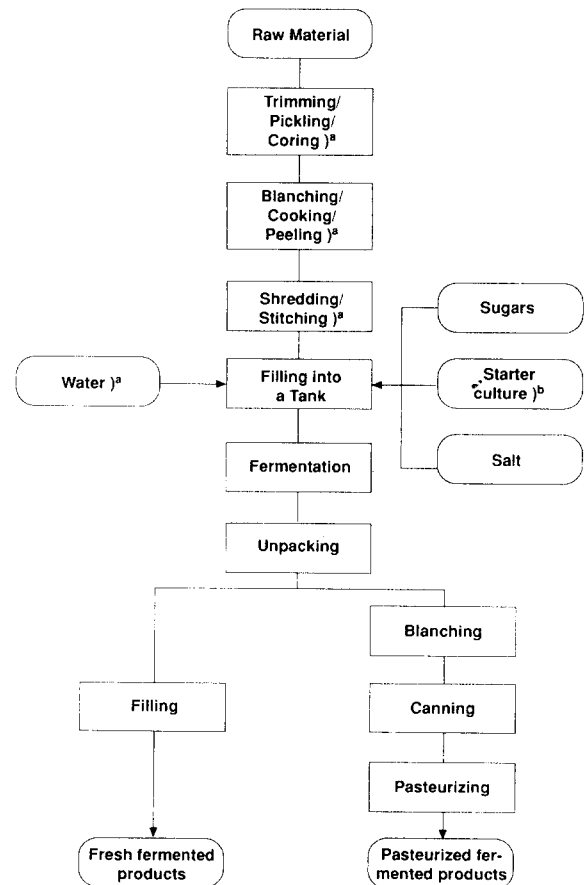 Raw Material
Trimming/
Pickling/
Coring )a
Blanching/
Cooking/
Peeling )a
Shredding/
Stitching )a
Sugars
Water )a
Filling into
a Tank
Starter
culture )b
Salt
Fermentation
Unpacking
Blanching
Filling
Canning
Pasteurizing
Fresh fermented
products
Pasteurized fer-
mented products